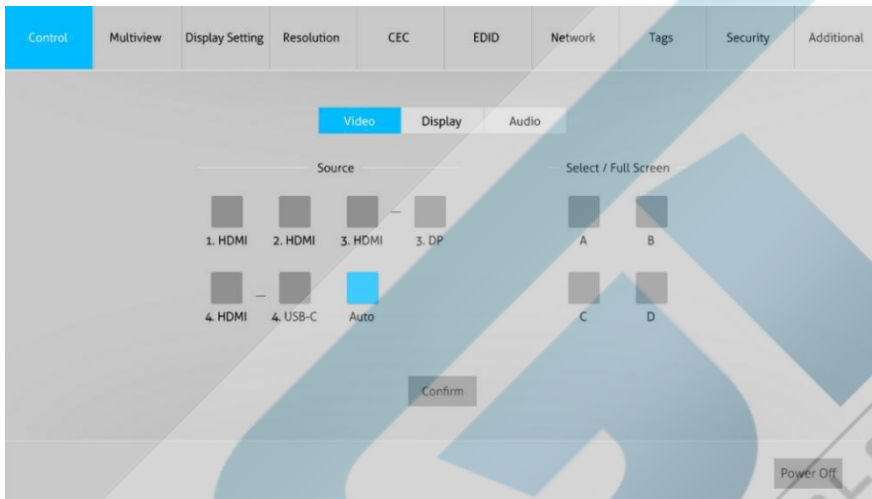 Control Multiview Display Setting Resolution CEC EDID Network Tags Security Additional
Video Display Audio
Source Select / Full Screen
1. HDMI 2. HDMI 3. HDMI – 3. DP A B
4. HDMI – 4. USB-C Auto C D
Confirm
Power Off